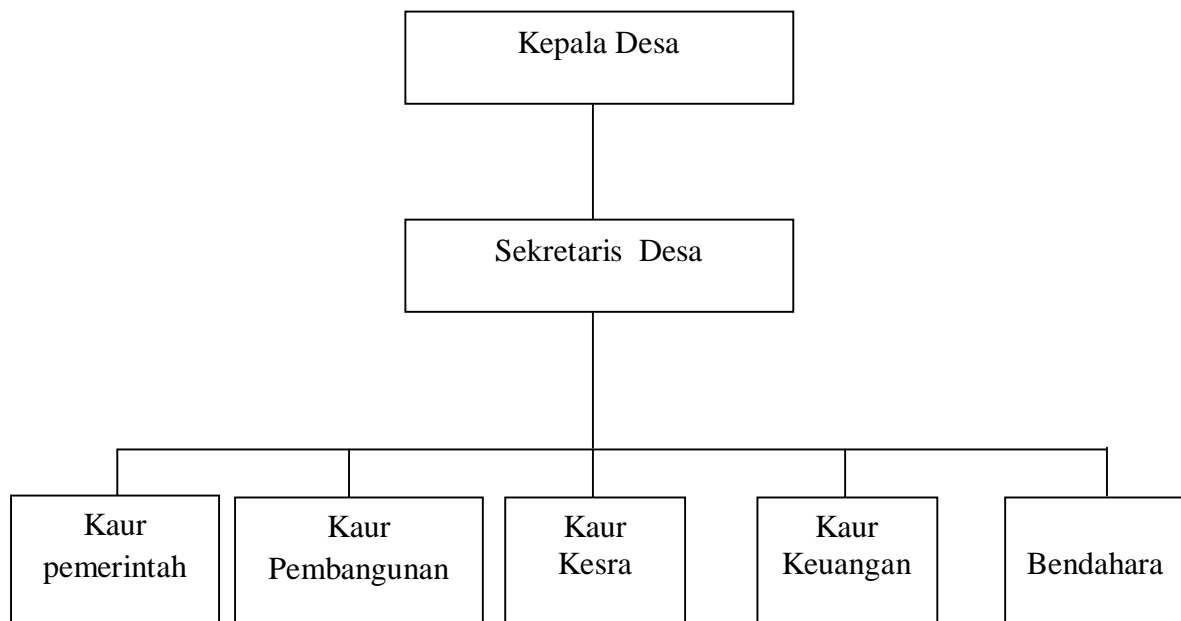 Kepala Desa
Sekretaris Desa
Kaur
pemerintah
Kaur
Pembangunan
Kaur
Kesra
Kaur
Keuangan
Bendahara